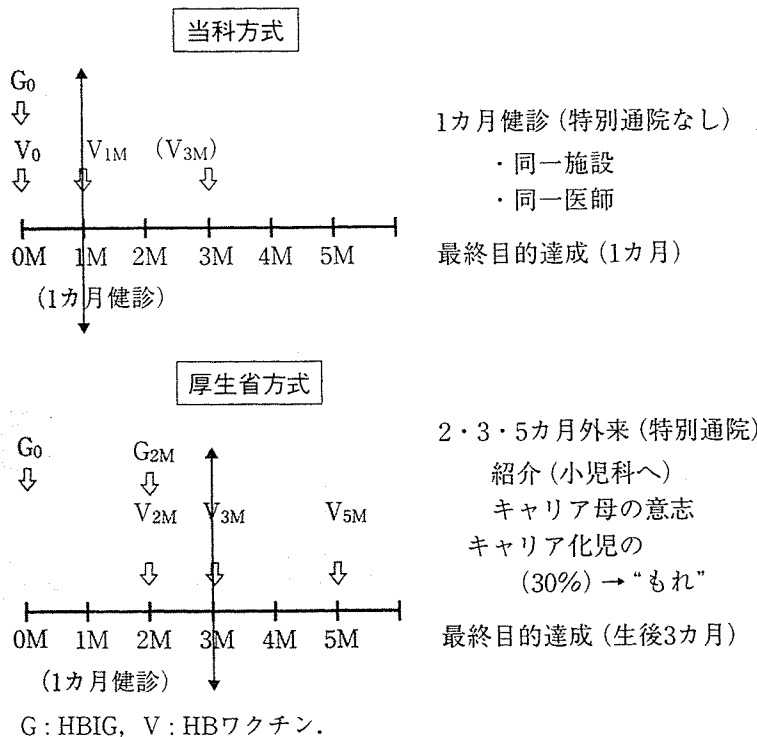 当科方式
G0
V0 V1M (V3M)
0M 1M 2M 3M 4M 5M
(1カ月健診)
1カ月健診 (特別通院なし)
・同一施設
・同一医師
最終目的達成 (1カ月)
厚生省方式
G0 G2M
V2M V3M V5M
0M 1M 2M 3M 4M 5M
(1カ月健診)
2・3・5カ月外来 (特別通院)
紹介 (小児科へ)
キャリア母の意志
キャリア化児の
(30%) → “もれ”
最終目的達成 (生後3カ月)
G : HBIG, V : HBワクチン.